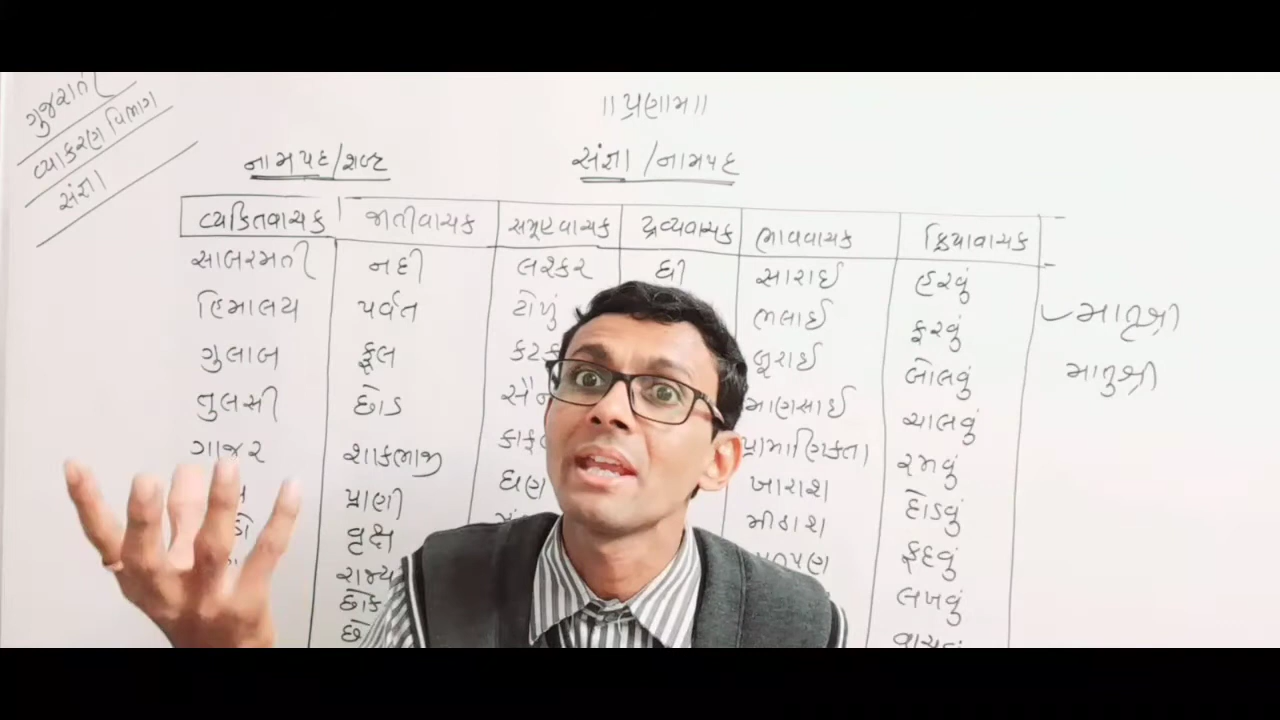 ગુજરાતી
વ્યાકરણ વિભાગ
સંજ્ઞા
॥ પ્રણામ ॥
નામપદ/શબ્દ
સંજ્ઞા /નામપદ
વ્યકિતવાચક જાતીવાચક સમૂહવાચક દ્રવ્યવાચક ભાવવાચક ક્રિયાવાચક
સાબરમતી નદી લશ્કર ઘી સારાઈ હરવું
હિમાલય પર્વત ટોળું ભલાઈ ફરવું
ગુલાબ ફૂલ બૂરાઈ બોલવું
તુલસી છોડ માણસાઈ ચાલવું
ગાજર શાકભાજી પ્રામાણિકતા રમવું
પ્રાણી ખારાશ દોડવું
વૃક્ષ મીઠાશ કૂદવું
રાજ્ય લખવું
માતૃશ્રી
માતુશ્રી